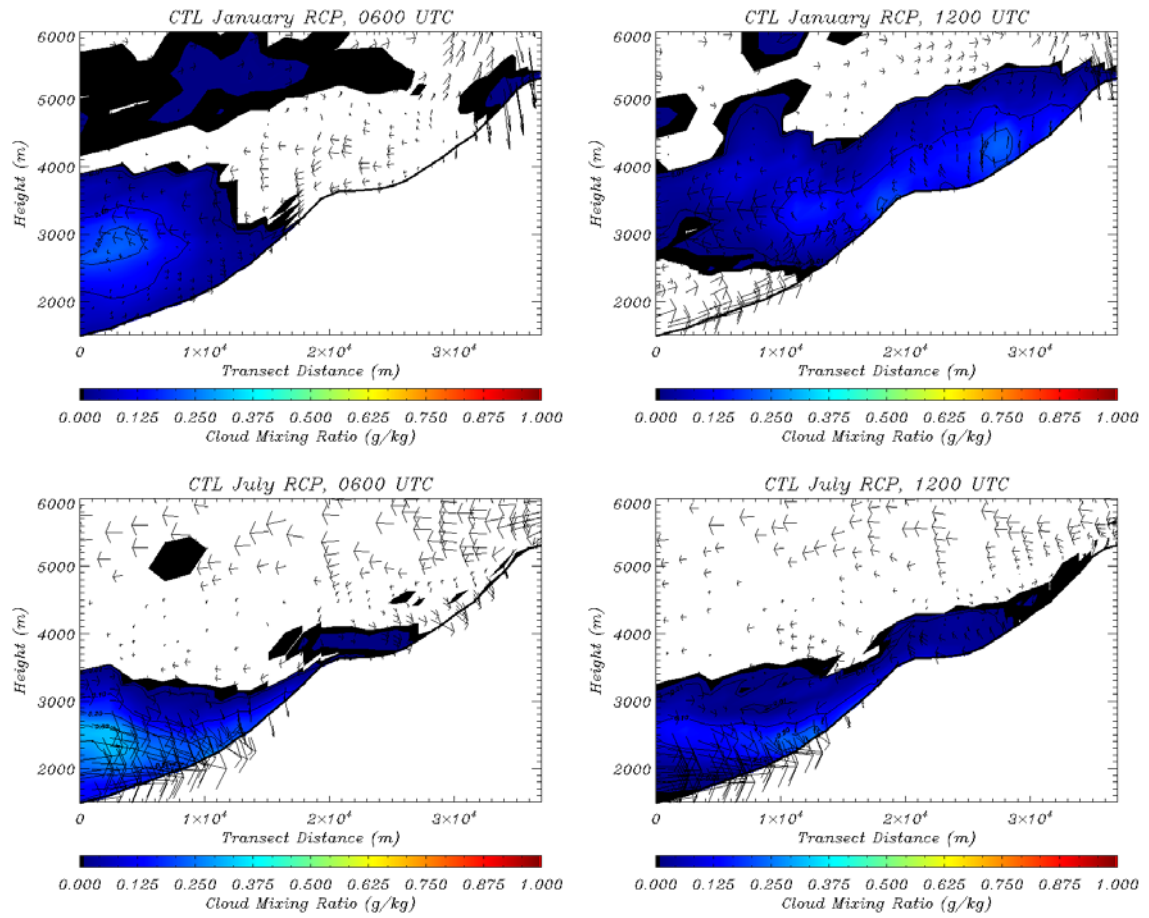 CTL January RCP, 0600 UTC
6000
5000
4000
3000
2000
Height (m)
0
1×10⁴
2×10⁴
3×10⁴
Transect Distance (m)
0.000 0.125 0.250 0.375 0.500 0.625 0.750 0.875 1.000
Cloud Mixing Ratio (g/kg)
CTL January RCP, 1200 UTC
6000
5000
4000
3000
2000
Height (m)
0
1×10⁴
2×10⁴
3×10⁴
Transect Distance (m)
0.000 0.125 0.250 0.375 0.500 0.625 0.750 0.875 1.000
Cloud Mixing Ratio (g/kg)
CTL July RCP, 0600 UTC
6000
5000
4000
3000
2000
Height (m)
0
1×10⁴
2×10⁴
3×10⁴
Transect Distance (m)
0.000 0.125 0.250 0.375 0.500 0.625 0.750 0.875 1.000
Cloud Mixing Ratio (g/kg)
CTL July RCP, 1200 UTC
6000
5000
4000
3000
2000
Height (m)
0
1×10⁴
2×10⁴
3×10⁴
Transect Distance (m)
0.000 0.125 0.250 0.375 0.500 0.625 0.750 0.875 1.000
Cloud Mixing Ratio (g/kg)